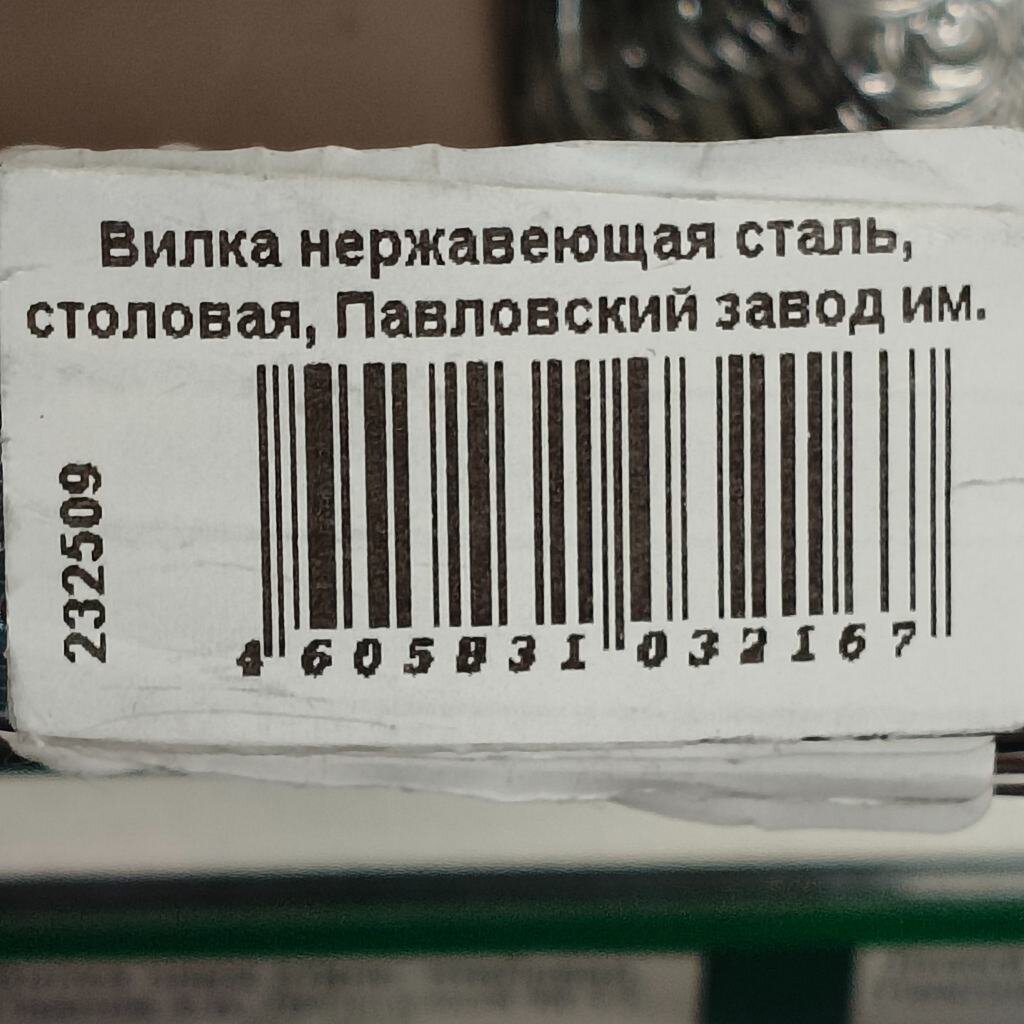 Вилка нержавеющая сталь,
столовая, Павловский завод им.
232509
4 605831 032167